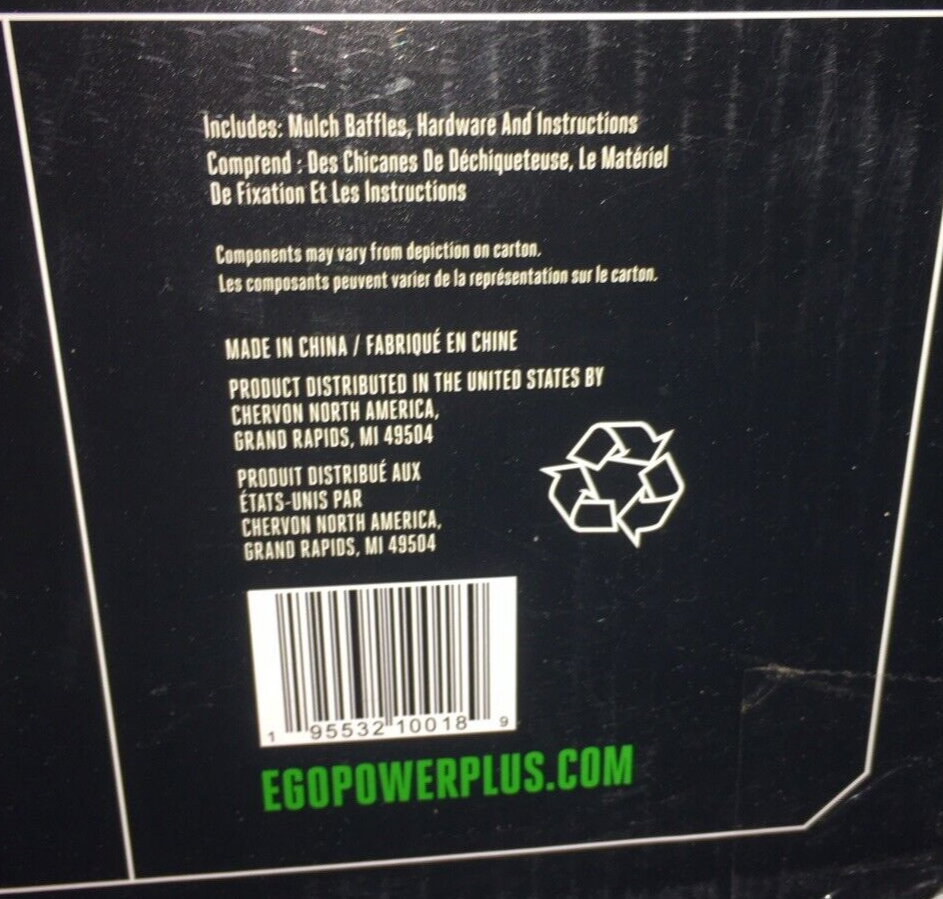 Includes: Mulch Baffles, Hardware And Instructions
Comprend : Des Chicanes De Déchiqueteuse, Le Matériel
De Fixation Et Les Instructions
Components may vary from depiction on carton.
Les composants peuvent varier de la représentation sur le carton.
MADE IN CHINA / FABRIQUÉ EN CHINE
PRODUCT DISTRIBUTED IN THE UNITED STATES BY
CHERVON NORTH AMERICA,
GRAND RAPIDS, MI 49504
PRODUIT DISTRIBUÉ AUX
ÉTATS-UNIS PAR
CHERVON NORTH AMERICA,
GRAND RAPIDS, MI 49504
1 95532 10018 9
EGOPOWERPLUS.COM